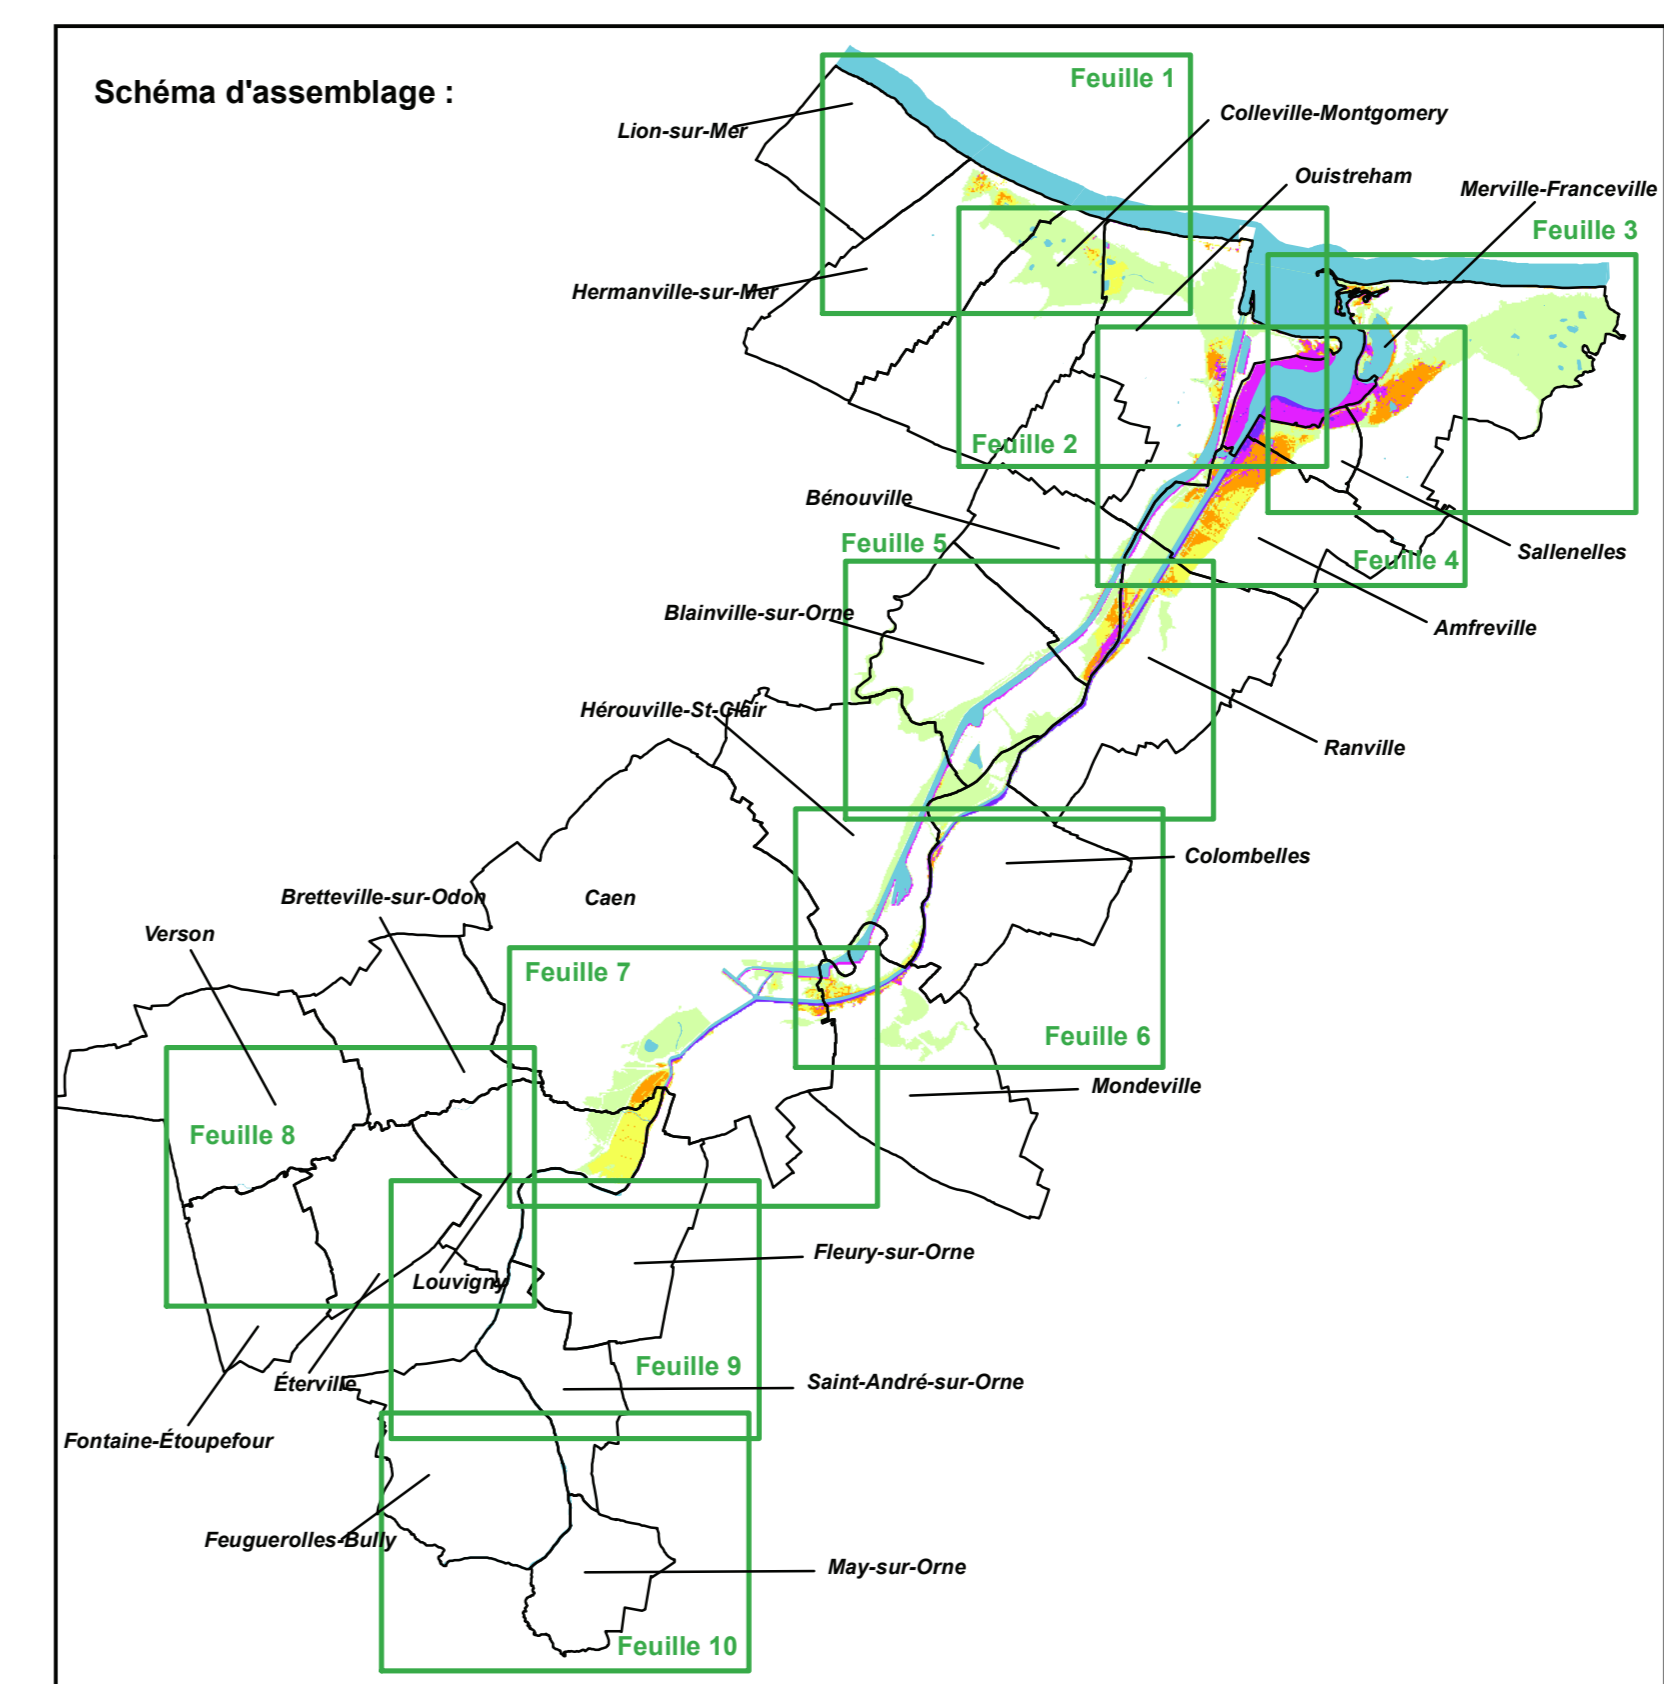 Schéma d'assemblage :
Feuille 1
Colleville-Montgomery
Lion-sur-Mer
Ouistreham
Merville-Franceville
Feuille 3
Hermanville-sur-Mer
Feuille 2
Bénouville
Feuille 5
Sallenelles
Feuille 4
Blainville-sur-Orne
Amfreville
Hérouville-St-Clair
Ranville
Colombelles
Bretteville-sur-Odon
Caen
Verson
Feuille 7
Feuille 6
Mondeville
Feuille 8
Fleury-sur-Orne
Louvigny
Feuille 9
Éterville
Saint-André-sur-Orne
Fontaine-Étoupefour
Feuguerolles-Bully
May-sur-Orne
Feuille 10